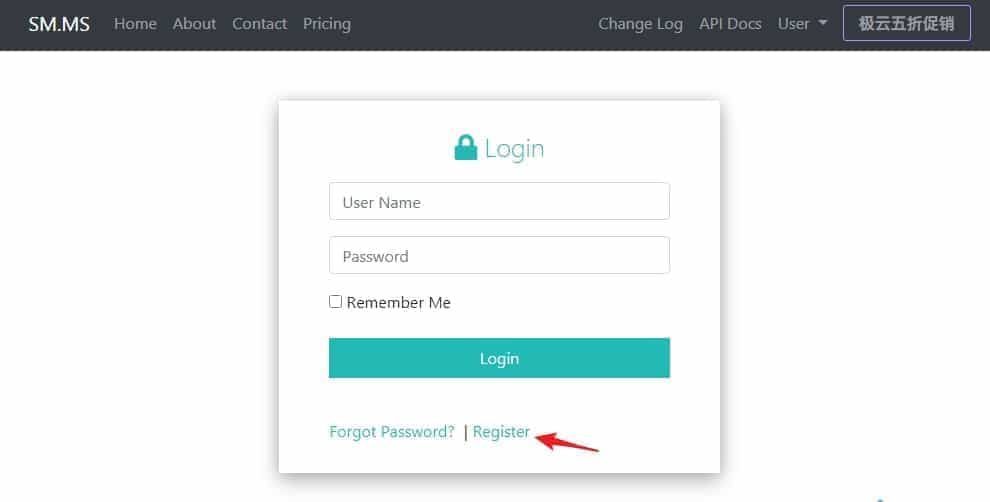 SM.MS Home About Contact Pricing Change Log API Docs User 极云五折促销
Login
User Name
Password
Remember Me
Login
Forgot Password? | Register